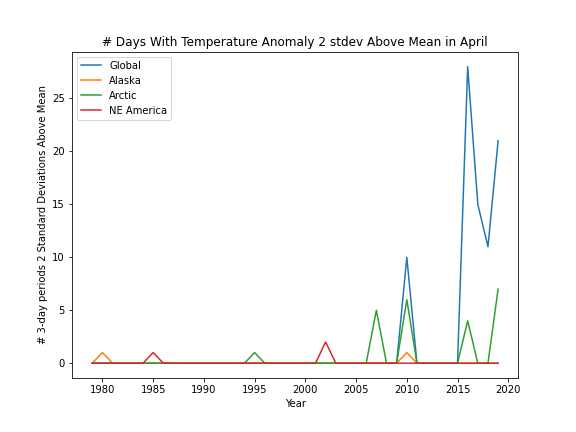 # Days With Temperature Anomaly 2 stdev Above Mean in April
Global
Alaska
Arctic
NE America
# 3-day periods 2 Standard Deviations Above Mean
25
20
15
10
5
0
1980 1985 1990 1995 2000 2005 2010 2015 2020
Year